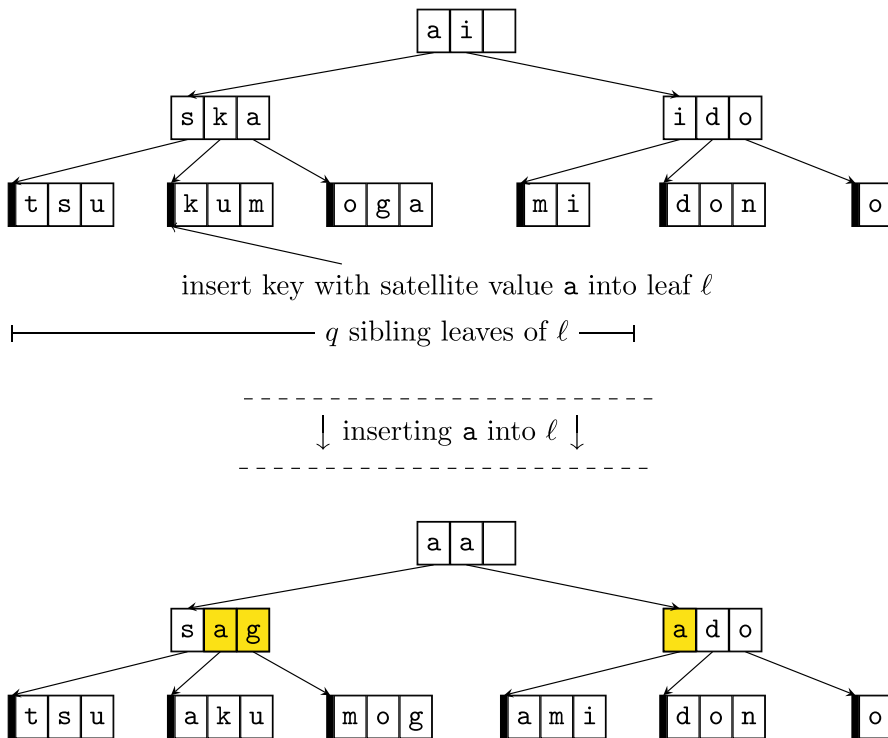 a i
s k a i d o
t s u k u m o g a m i d o n o
insert key with satellite value a into leaf ℓ
q sibling leaves of ℓ
↓ inserting a into ℓ ↓
a a
s a g a d o
t s u a k u m o g a m i d o n o